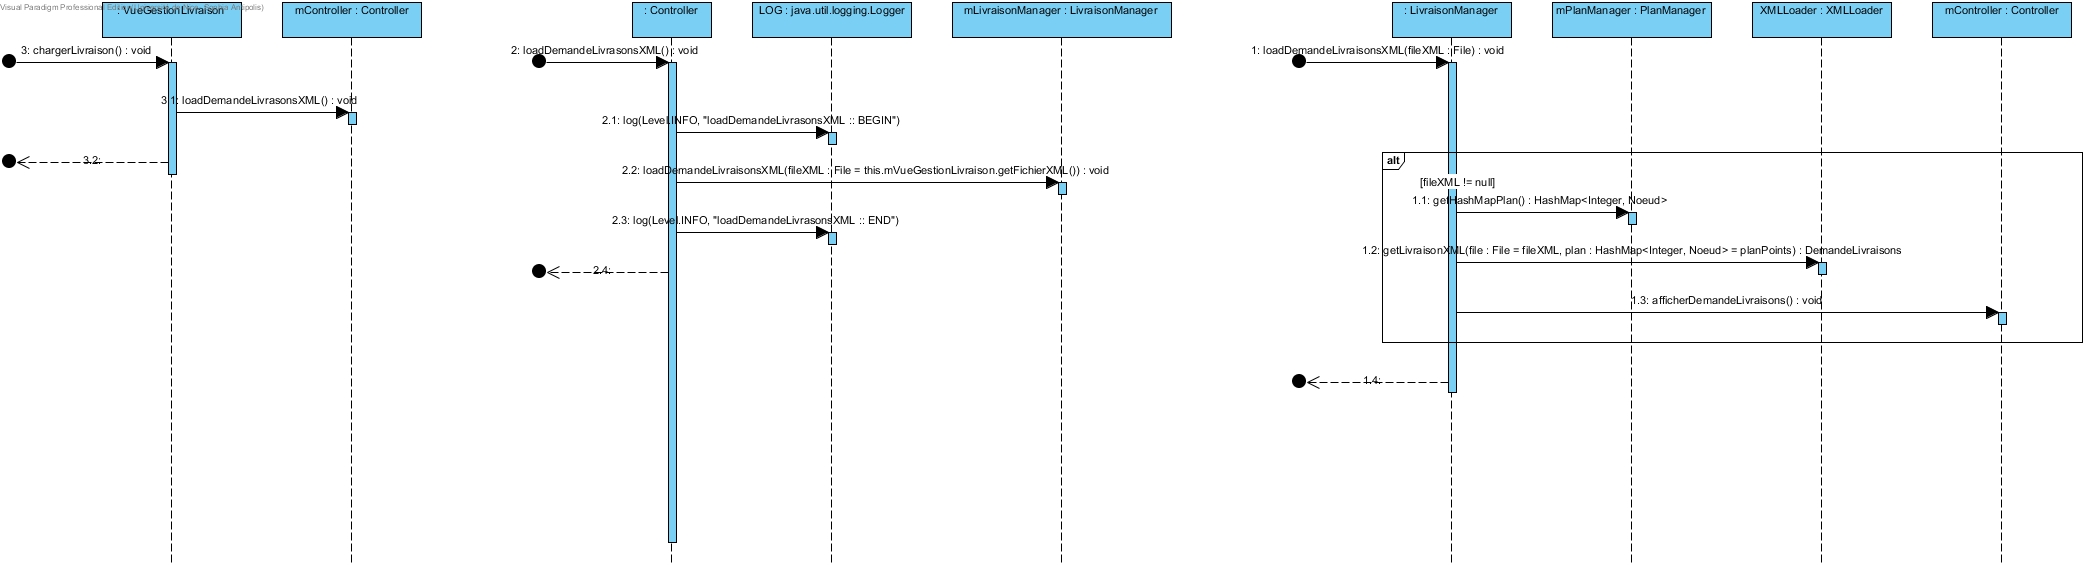 Visual Paradigm Professional Edition
: VueGestionLivraison
mController : Controller
3: chargerLivraison() : void
3.1: loadDemandeLivrasonsXML() : void
3.2:
: Controller
LOG : java.util.logging.Logger
mLivraisonManager : LivraisonManager
2: loadDemandeLivrasonsXML() : void
2.1: log(Level.INFO, "loadDemandeLivrasonsXML :: BEGIN")
2.2: loadDemandeLivraisonsXML(fileXML : File = this.mVueGestionLivraison.getFichierXML()) : void
2.3: log(Level.INFO, "loadDemandeLivrasonsXML :: END")
2.4:
: LivraisonManager
mPlanManager : PlanManager
XMLLoader : XMLLoader
mController : Controller
1: loadDemandeLivraisonsXML(fileXML : File) : void
alt
[fileXML != null]
1.1: getHashMapPlan() : HashMap<Integer, Noeud>
1.2: getLivraisonXML(file : File = fileXML, plan : HashMap<Integer, Noeud> = planPoints) : DemandeLivraisons
1.3: afficherDemandeLivraisons() : void
1.4: